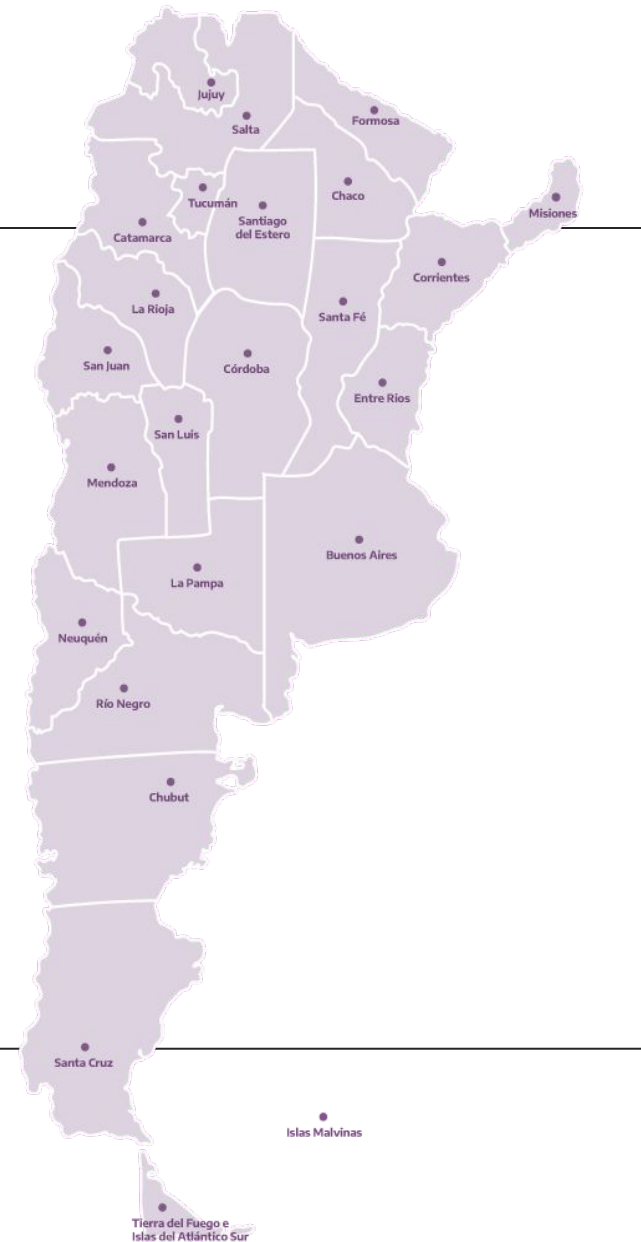 Jujuy
Salta
Formosa
Tucumán
Santiago
del Estero
Chaco
Misiones
Catamarca
Corrientes
La Rioja
Santa Fé
San Juan
Córdoba
Entre Rios
San Luis
Mendoza
Buenos Aires
La Pampa
Neuquén
Río Negro
Chubut
Santa Cruz
Islas Malvinas
Tierra del Fuego e
Islas del Atlántico Sur